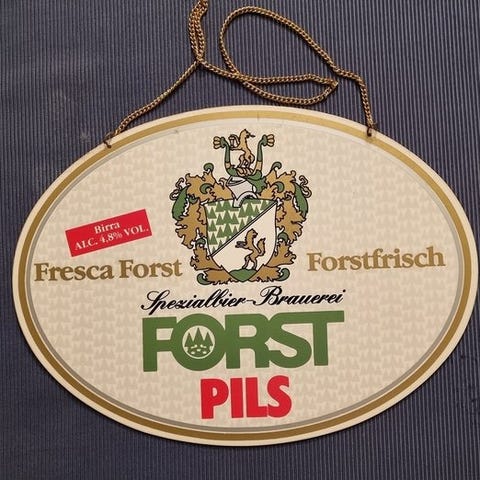 Birra
ALC. 4,8% VOL.
Fresca Forst
Forstfrisch
Spezialbier-Brauerei
FORST
PILS